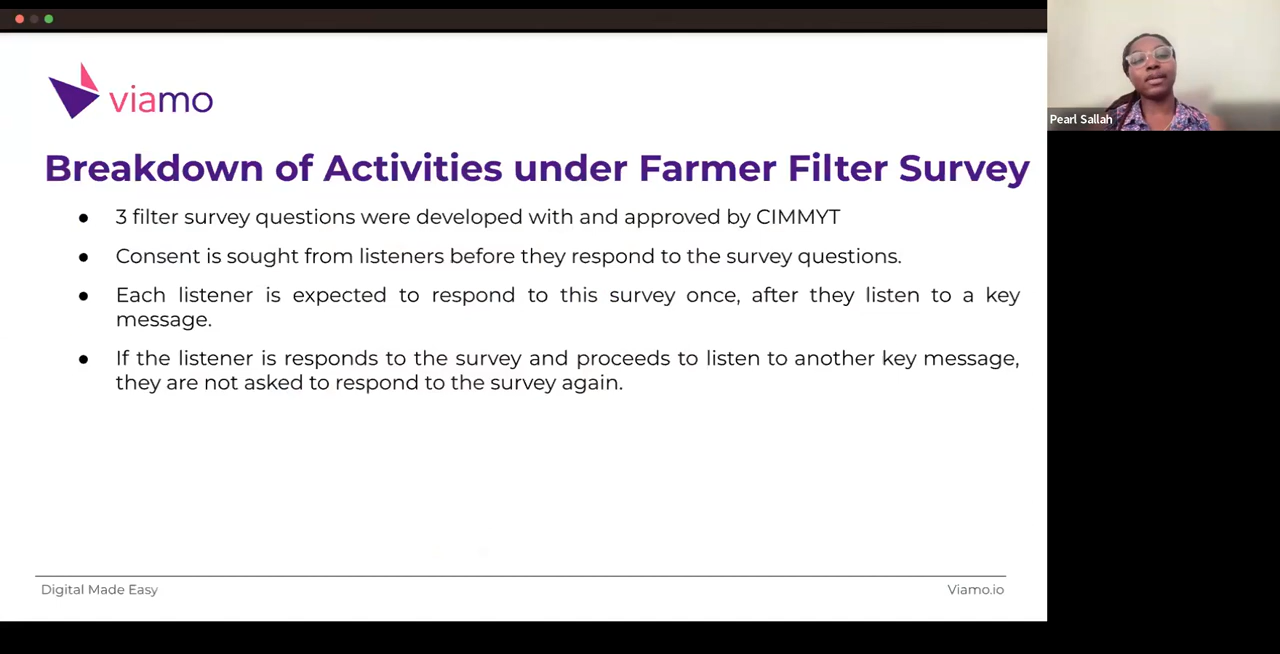 viamo
Pearl Sallah
Breakdown of Activities under Farmer Filter Survey
● 3 filter survey questions were developed with and approved by CIMMYT
● Consent is sought from listeners before they respond to the survey questions.
● Each listener is expected to respond to this survey once, after they listen to a key
message.
● If the listener is responds to the survey and proceeds to listen to another key message,
they are not asked to respond to the survey again.
Digital Made Easy
Viamo.io